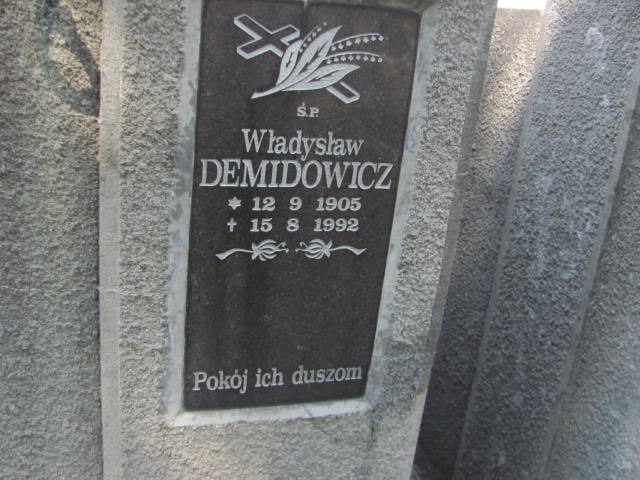 Ś.P.
Władysław
DEMIDOWICZ
* 12 9 1905
† 15 8 1992
Pokój ich duszom